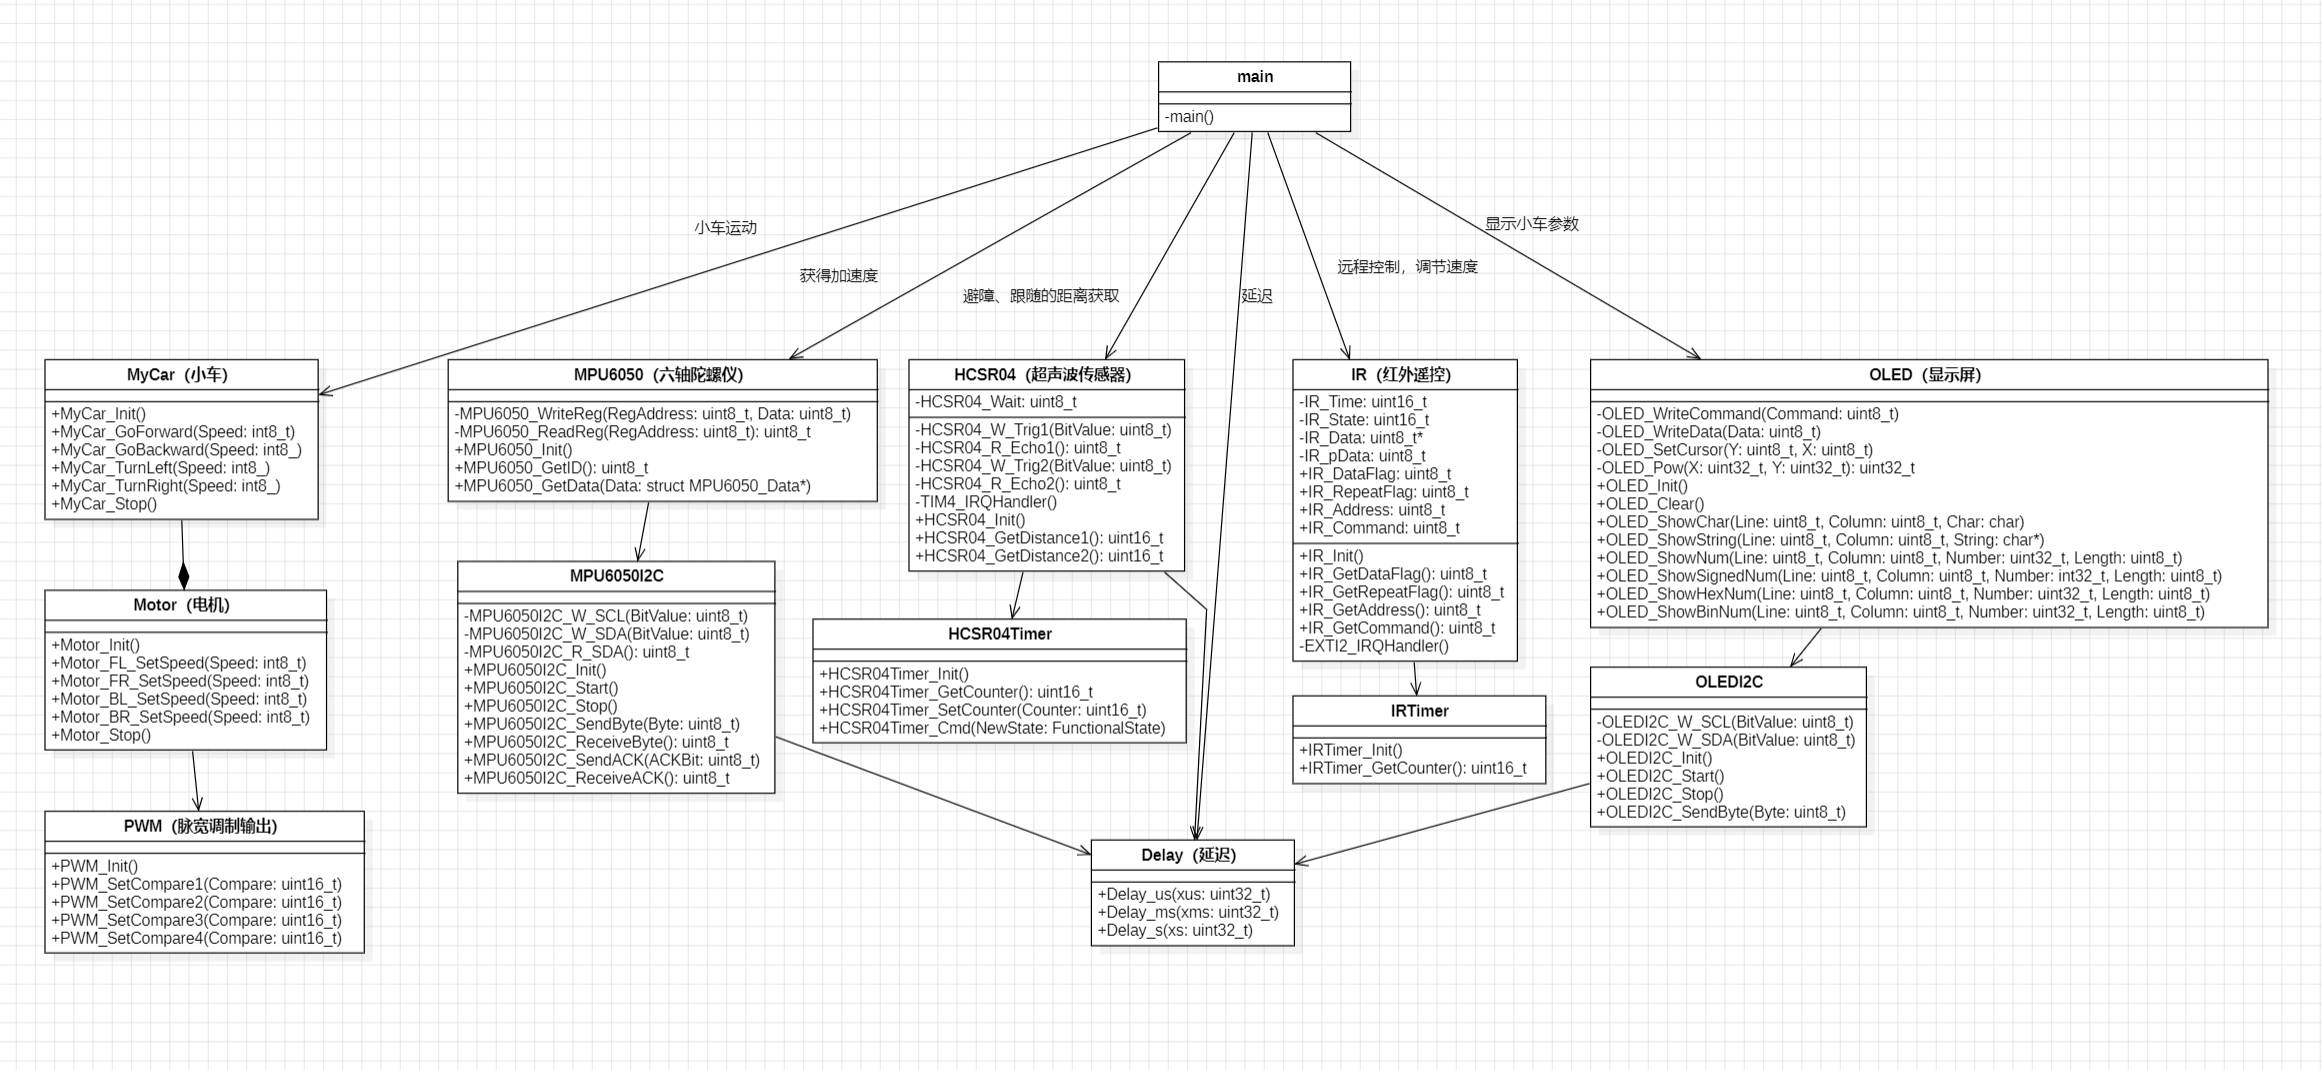 main
-main()
小车运动
获得加速度
避障、跟随的距离获取
延迟
远程控制，调节速度
显示小车参数
MyCar（小车）
+MyCar_Init()
+MyCar_GoForward(Speed: int8_t)
+MyCar_GoBackward(Speed: int8_)
+MyCar_TurnLeft(Speed: int8_)
+MyCar_TurnRight(Speed: int8_)
+MyCar_Stop()
Motor（电机）
+Motor_Init()
+Motor_FL_SetSpeed(Speed: int8_t)
+Motor_FR_SetSpeed(Speed: int8_t)
+Motor_BL_SetSpeed(Speed: int8_t)
+Motor_BR_SetSpeed(Speed: int8_t)
+Motor_Stop()
PWM（脉宽调制输出）
+PWM_Init()
+PWM_SetCompare1(Compare: uint16_t)
+PWM_SetCompare2(Compare: uint16_t)
+PWM_SetCompare3(Compare: uint16_t)
+PWM_SetCompare4(Compare: uint16_t)
MPU6050（六轴陀螺仪）
-MPU6050_WriteReg(RegAddress: uint8_t, Data: uint8_t)
-MPU6050_ReadReg(RegAddress: uint8_t): uint8_t
+MPU6050_Init()
+MPU6050_GetID(): uint8_t
+MPU6050_GetData(Data: struct MPU6050_Data*)
MPU6050I2C
-MPU6050I2C_W_SCL(BitValue: uint8_t)
-MPU6050I2C_W_SDA(BitValue: uint8_t)
-MPU6050I2C_R_SDA(): uint8_t
+MPU6050I2C_Init()
+MPU6050I2C_Start()
+MPU6050I2C_Stop()
+MPU6050I2C_SendByte(Byte: uint8_t)
+MPU6050I2C_ReceiveByte(): uint8_t
+MPU6050I2C_SendACK(ACKBit: uint8_t)
+MPU6050I2C_ReceiveACK(): uint8_t
HCSR04（超声波传感器）
-HCSR04_Wait: uint8_t
-HCSR04_W_Trig1(BitValue: uint8_t)
-HCSR04_R_Echo1(): uint8_t
-HCSR04_W_Trig2(BitValue: uint8_t)
-HCSR04_R_Echo2(): uint8_t
-TIM4_IRQHandler()
+HCSR04_Init()
+HCSR04_GetDistance1(): uint16_t
+HCSR04_GetDistance2(): uint16_t
HCSR04Timer
+HCSR04Timer_Init()
+HCSR04Timer_GetCounter(): uint16_t
+HCSR04Timer_SetCounter(Counter: uint16_t)
+HCSR04Timer_Cmd(NewState: FunctionalState)
Delay（延迟）
+Delay_us(xus: uint32_t)
+Delay_ms(xms: uint32_t)
+Delay_s(xs: uint32_t)
IR（红外遥控）
-IR_Time: uint16_t
-IR_State: uint16_t
-IR_Data: uint8_t*
-IR_pData: uint8_t
+IR_DataFlag: uint8_t
+IR_RepeatFlag: uint8_t
+IR_Address: uint8_t
+IR_Command: uint8_t
+IR_Init()
+IR_GetDataFlag(): uint8_t
+IR_GetRepeatFlag(): uint8_t
+IR_GetAddress(): uint8_t
+IR_GetCommand(): uint8_t
-EXTI2_IRQHandler()
IRTimer
+IRTimer_Init()
+IRTimer_GetCounter(): uint16_t
OLED（显示屏）
-OLED_WriteCommand(Command: uint8_t)
-OLED_WriteData(Data: uint8_t)
-OLED_SetCursor(Y: uint8_t, X: uint8_t)
-OLED_Pow(X: uint32_t, Y: uint32_t): uint32_t
+OLED_Init()
+OLED_Clear()
+OLED_ShowChar(Line: uint8_t, Column: uint8_t, Char: char)
+OLED_ShowString(Line: uint8_t, Column: uint8_t, String: char*)
+OLED_ShowNum(Line: uint8_t, Column: uint8_t, Number: uint32_t, Length: uint8_t)
+OLED_ShowSignedNum(Line: uint8_t, Column: uint8_t, Number: int32_t, Length: uint8_t)
+OLED_ShowHexNum(Line: uint8_t, Column: uint8_t, Number: uint32_t, Length: uint8_t)
+OLED_ShowBinNum(Line: uint8_t, Column: uint8_t, Number: uint32_t, Length: uint8_t)
OLEDI2C
-OLEDI2C_W_SCL(BitValue: uint8_t)
-OLEDI2C_W_SDA(BitValue: uint8_t)
+OLEDI2C_Init()
+OLEDI2C_Start()
+OLEDI2C_Stop()
+OLEDI2C_SendByte(Byte: uint8_t)